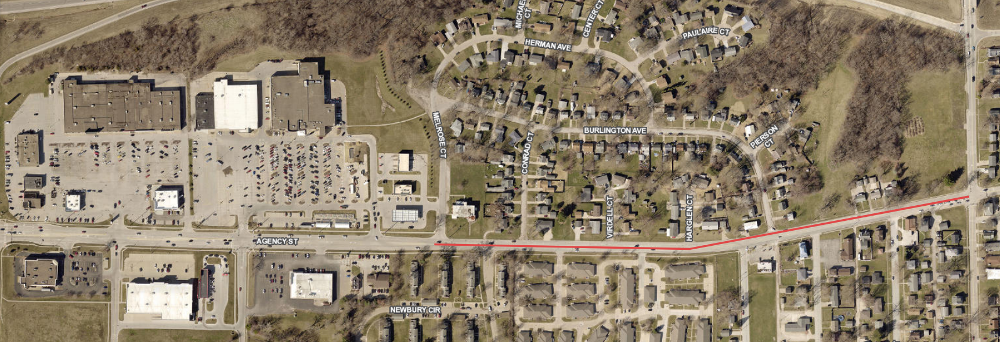 MICHAEL
CT
CENTER CT
PAULAIRE CT
HERMAN AVE
MELROSE CT
BURLINGTON AVE
CONRAD CT
PIERSON
CT
VIRDELL CT
HARGLEN CT
AGENCY ST
NEWBURY CIR